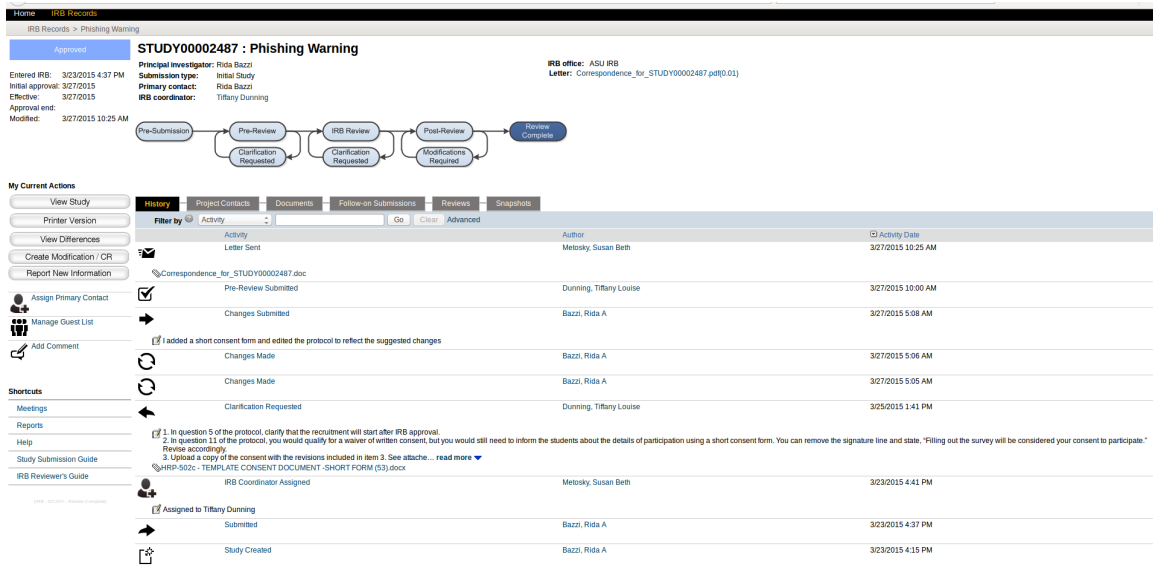 Home IRB Records
IRB Records > Phishing Warning
Approved
Entered IRB: 3/23/2015 4:37 PM
Initial approval: 3/27/2015
Effective: 3/27/2015
Approval end:
Modified: 3/27/2015 10:25 AM
STUDY00002487 : Phishing Warning
Principal investigator: Rida Bazzi
Submission type: Initial Study
Primary contact: Rida Bazzi
IRB coordinator: Tiffany Dunning
IRB office: ASU IRB
Letter: Correspondence_for_STUDY00002487.pdf(0.01)
Pre-Submission
Pre-Review
IRB Review
Post-Review
Review
Complete
Clarification
Requested
Clarification
Requested
Modifications
Required
My Current Actions
View Study
Printer Version
View Differences
Create Modification / CR
Report New Information
Assign Primary Contact
Manage Guest List
Add Comment
Shortcuts
Meetings
Reports
Help
Study Submission Guide
IRB Reviewer's Guide
History Project Contacts Documents Follow-on Submissions Reviews Snapshots
Filter by Activity Go Clear Advanced
Activity Author Activity Date
Letter Sent Metosky, Susan Beth 3/27/2015 10:25 AM
Correspondence_for_STUDY00002487.doc
Pre-Review Submitted Dunning, Tiffany Louise 3/27/2015 10:00 AM
Changes Submitted Bazzi, Rida A 3/27/2015 5:08 AM
I added a short consent form and edited the protocol to reflect the suggested changes
Changes Made Bazzi, Rida A 3/27/2015 5:06 AM
Changes Made Bazzi, Rida A 3/27/2015 5:05 AM
Clarification Requested Dunning, Tiffany Louise 3/25/2015 1:41 PM
1. In question 5 of the protocol, clarify that the recruitment will start after IRB approval.
2. In question 11 of the protocol, you would qualify for a waiver of written consent, but you would still need to inform the students about the details of participation using a short consent form. You can remove the signature line and state, "Filling out the survey will be considered your consent to participate."
Revise accordingly.
3. Upload a copy of the consent with the revisions included in item 3. See attache… read more
HRP-502c - TEMPLATE CONSENT DOCUMENT -SHORT FORM (53).docx
IRB Coordinator Assigned Metosky, Susan Beth 3/23/2015 4:41 PM
Assigned to Tiffany Dunning
Submitted Bazzi, Rida A 3/23/2015 4:37 PM
Study Created Bazzi, Rida A 3/23/2015 4:15 PM